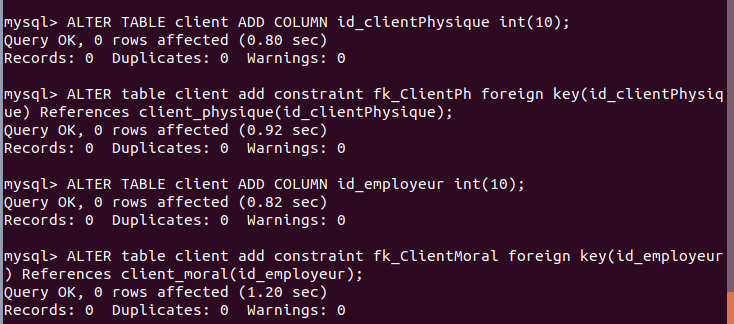 mysql> ALTER TABLE client ADD COLUMN id_clientPhysique int(10);
Query OK, 0 rows affected (0.80 sec)
Records: 0  Duplicates: 0  Warnings: 0

mysql> ALTER table client add constraint fk_ClientPh foreign key(id_clientPhysiq
ue) References client_physique(id_clientPhysique);
Query OK, 0 rows affected (0.92 sec)
Records: 0  Duplicates: 0  Warnings: 0

mysql> ALTER TABLE client ADD COLUMN id_employeur int(10);
Query OK, 0 rows affected (0.82 sec)
Records: 0  Duplicates: 0  Warnings: 0

mysql> ALTER table client add constraint fk_ClientMoral foreign key(id_employeur
) References client_moral(id_employeur);
Query OK, 0 rows affected (1.20 sec)
Records: 0  Duplicates: 0  Warnings: 0